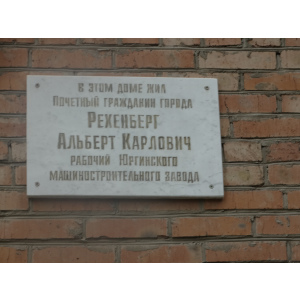 В ЭТОМ ДОМЕ ЖИЛ
ПОЧЕТНЫЙ ГРАЖДАНИН ГОРОДА
РЕХЕНБЕРГ
АЛЬБЕРТ КАРЛОВИЧ
РАБОЧИЙ ЮРГИНСКОГО
МАШИНОСТРОИТЕЛЬНОГО ЗАВОДА